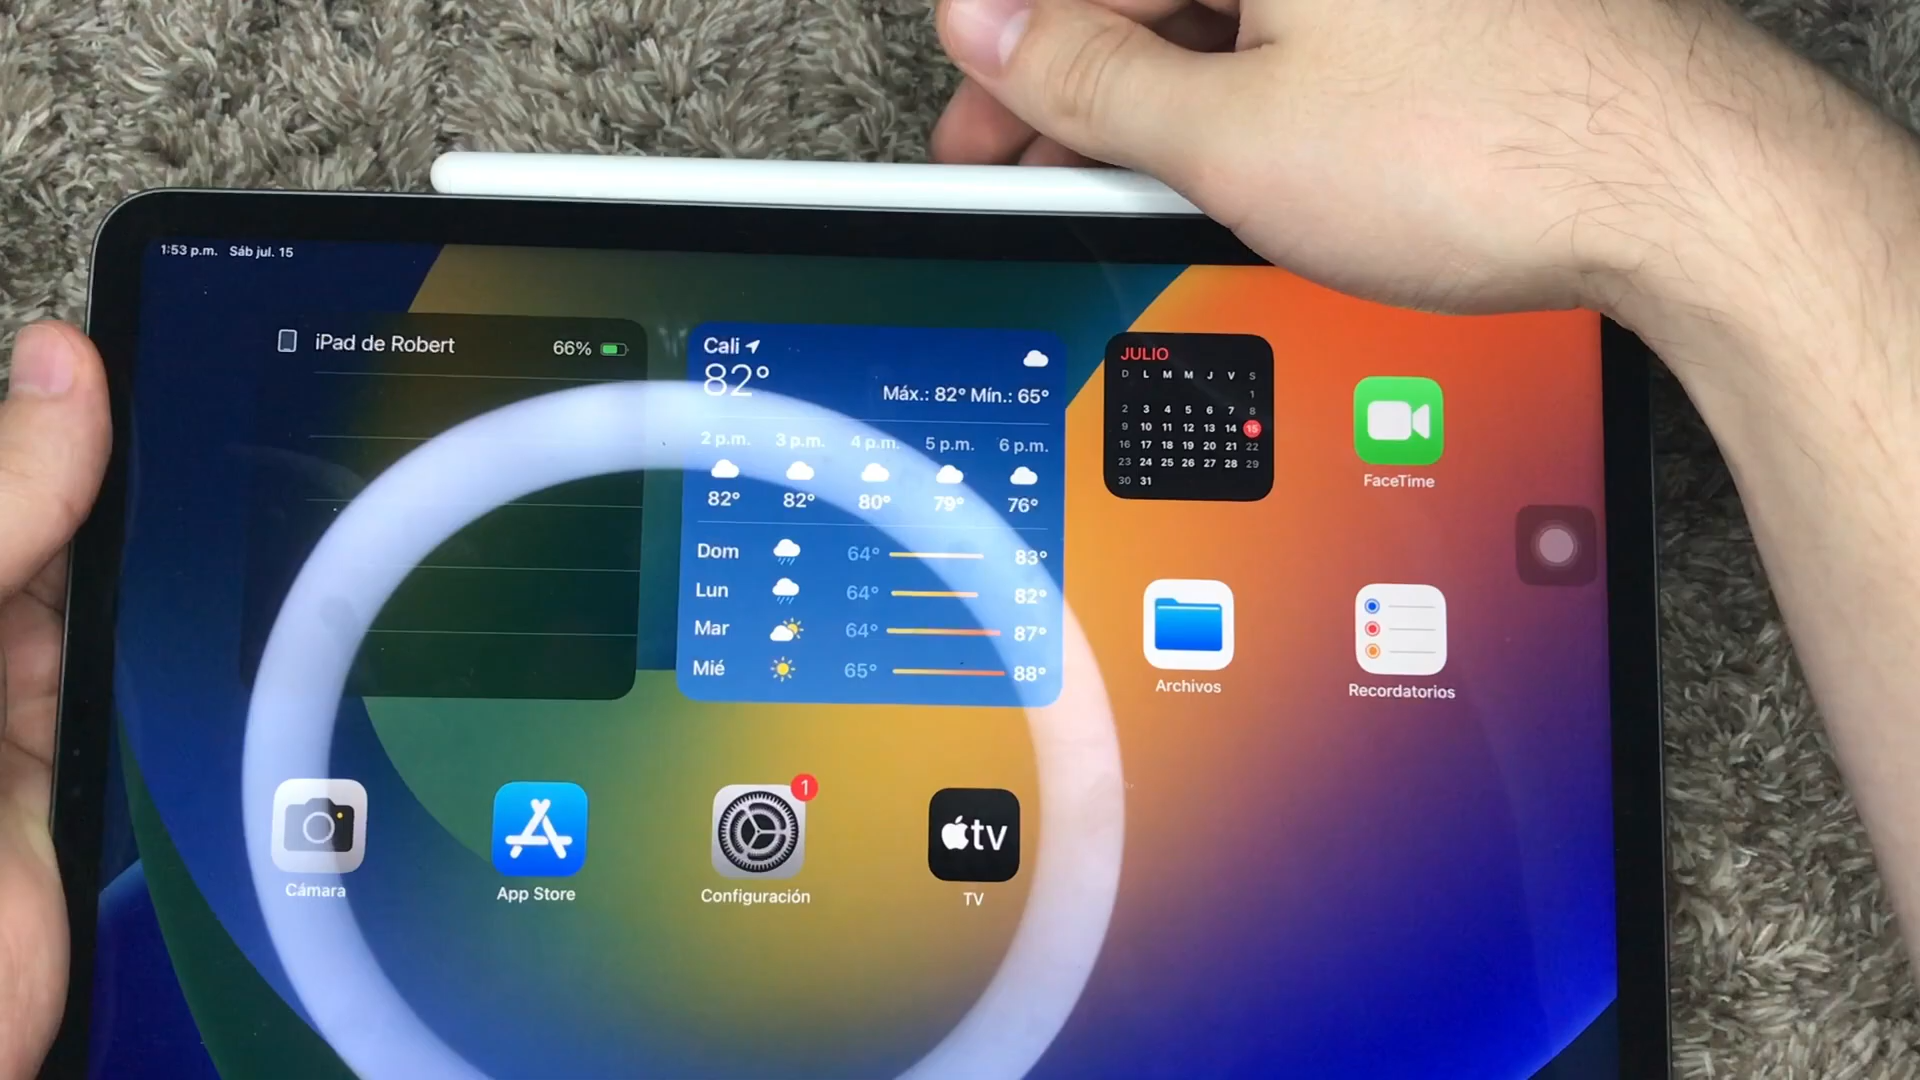 1:53 p.m. Sáb jul. 15
iPad de Robert 66%
Cali
82°
Máx.: 82° Mín.: 65°
2 p.m. 3 p.m. 4 p.m. 5 p.m. 6 p.m.
82° 82° 80° 79° 76°
Dom 64° 83°
Lun 64° 82°
Mar 64° 87°
Mié 65° 88°
JULIO
D L M M J V S
1
2 3 4 5 6 7 8
9 10 11 12 13 14 15
16 17 18 19 20 21 22
23 24 25 26 27 28 29
30 31
FaceTime
Archivos
Recordatorios
1
tv
Cámara
App Store
Configuración
TV